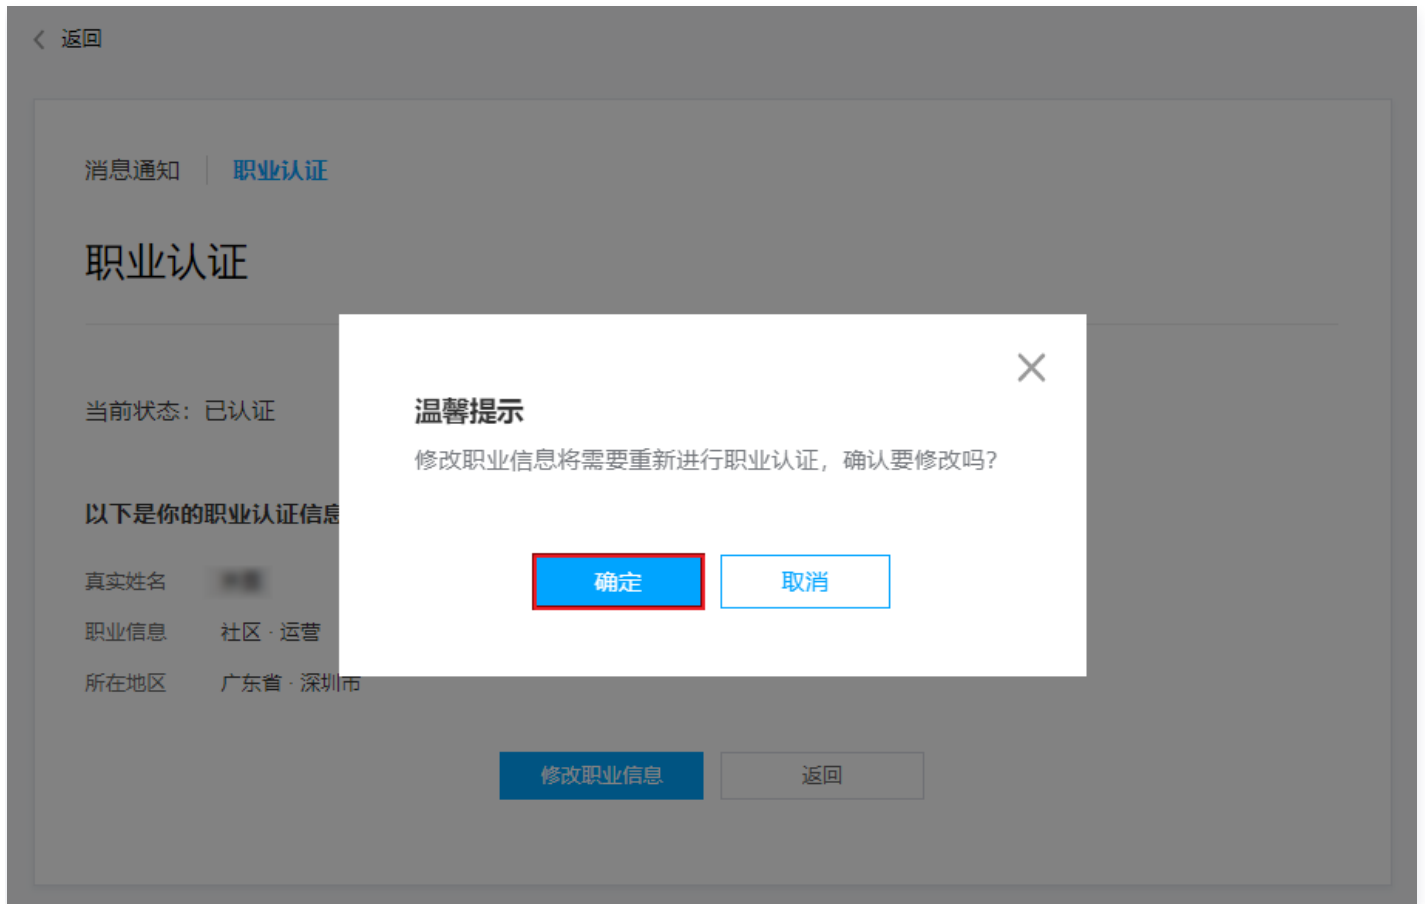 返回
消息通知 职业认证
职业认证
当前状态：已认证
温馨提示
修改职业信息将需要重新进行职业认证，确认要修改吗？
确定 取消
以下是你的职业认证信息
真实姓名
职业信息 社区 · 运营
所在地区 广东省 · 深圳市
修改职业信息 返回